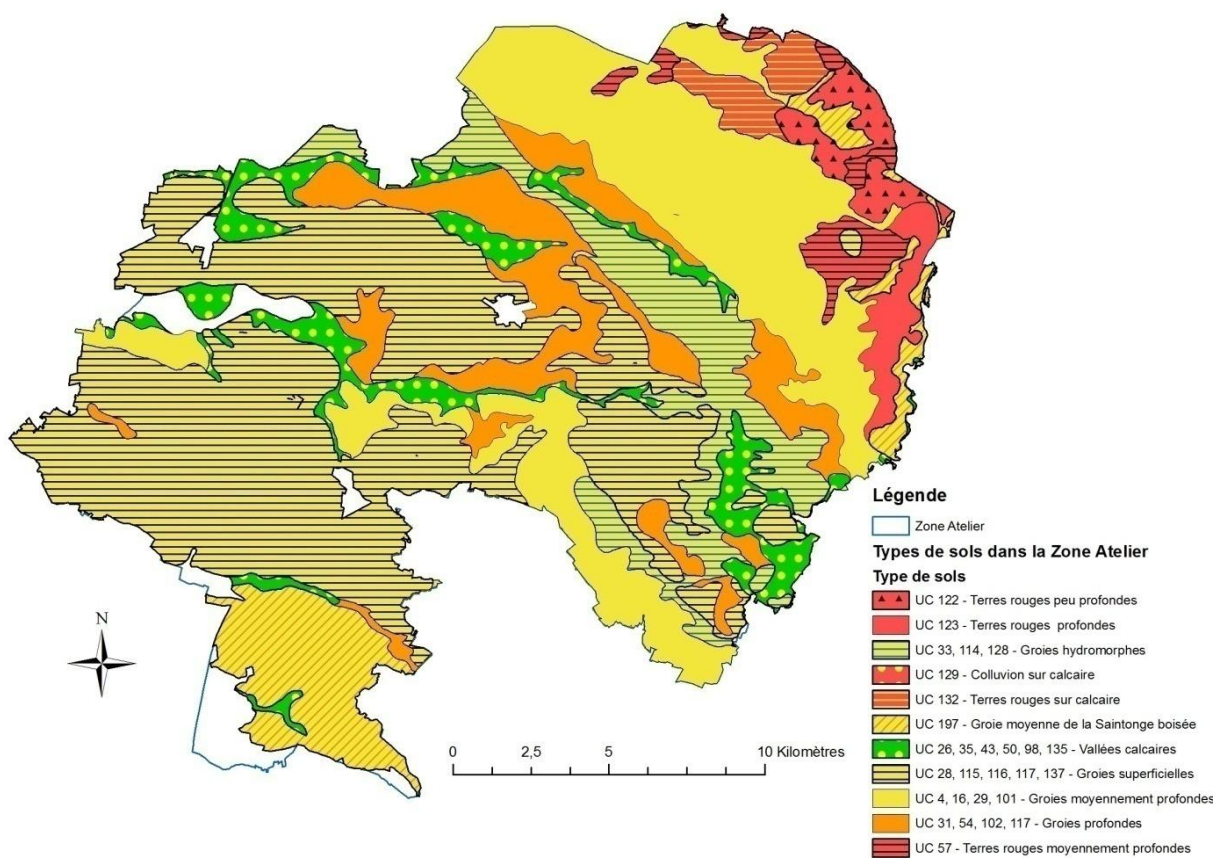 N
0 2,5 5 10 Kilomètres
Légende
Zone Atelier
Types de sols dans la Zone Atelier
Type de sols
UC 122 - Terres rouges peu profondes
UC 123 - Terres rouges profondes
UC 33, 114, 128 - Groies hydromorphes
UC 129 - Colluvion sur calcaire
UC 132 - Terres rouges sur calcaire
UC 197 - Groie moyenne de la Saintonge boisée
UC 26, 35, 43, 50, 98, 135 - Vallées calcaires
UC 28, 115, 116, 117, 137 - Groies superficielles
UC 4, 16, 29, 101 - Groies moyennement profondes
UC 31, 54, 102, 117 - Groies profondes
UC 57 - Terres rouges moyennement profondes